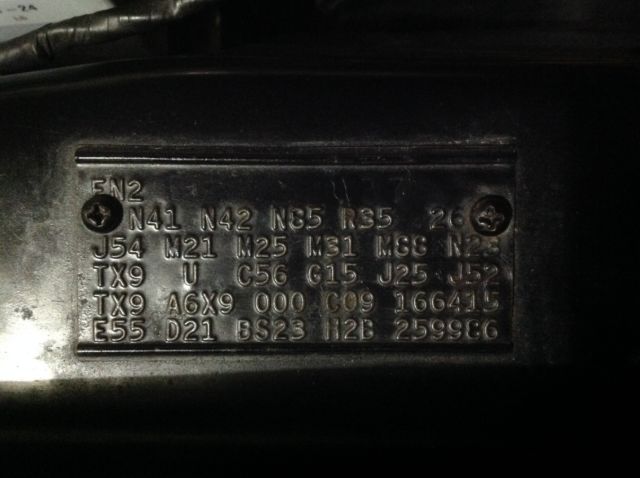 - 24
EN2
N41 N42 N85 R35 26
J54 M21 M25 M31 M88 N23
TX9 U C56 G15 J25 J52
TX9 A6X9 000 C09 166415
E55 D21 BS23 H2B 259986